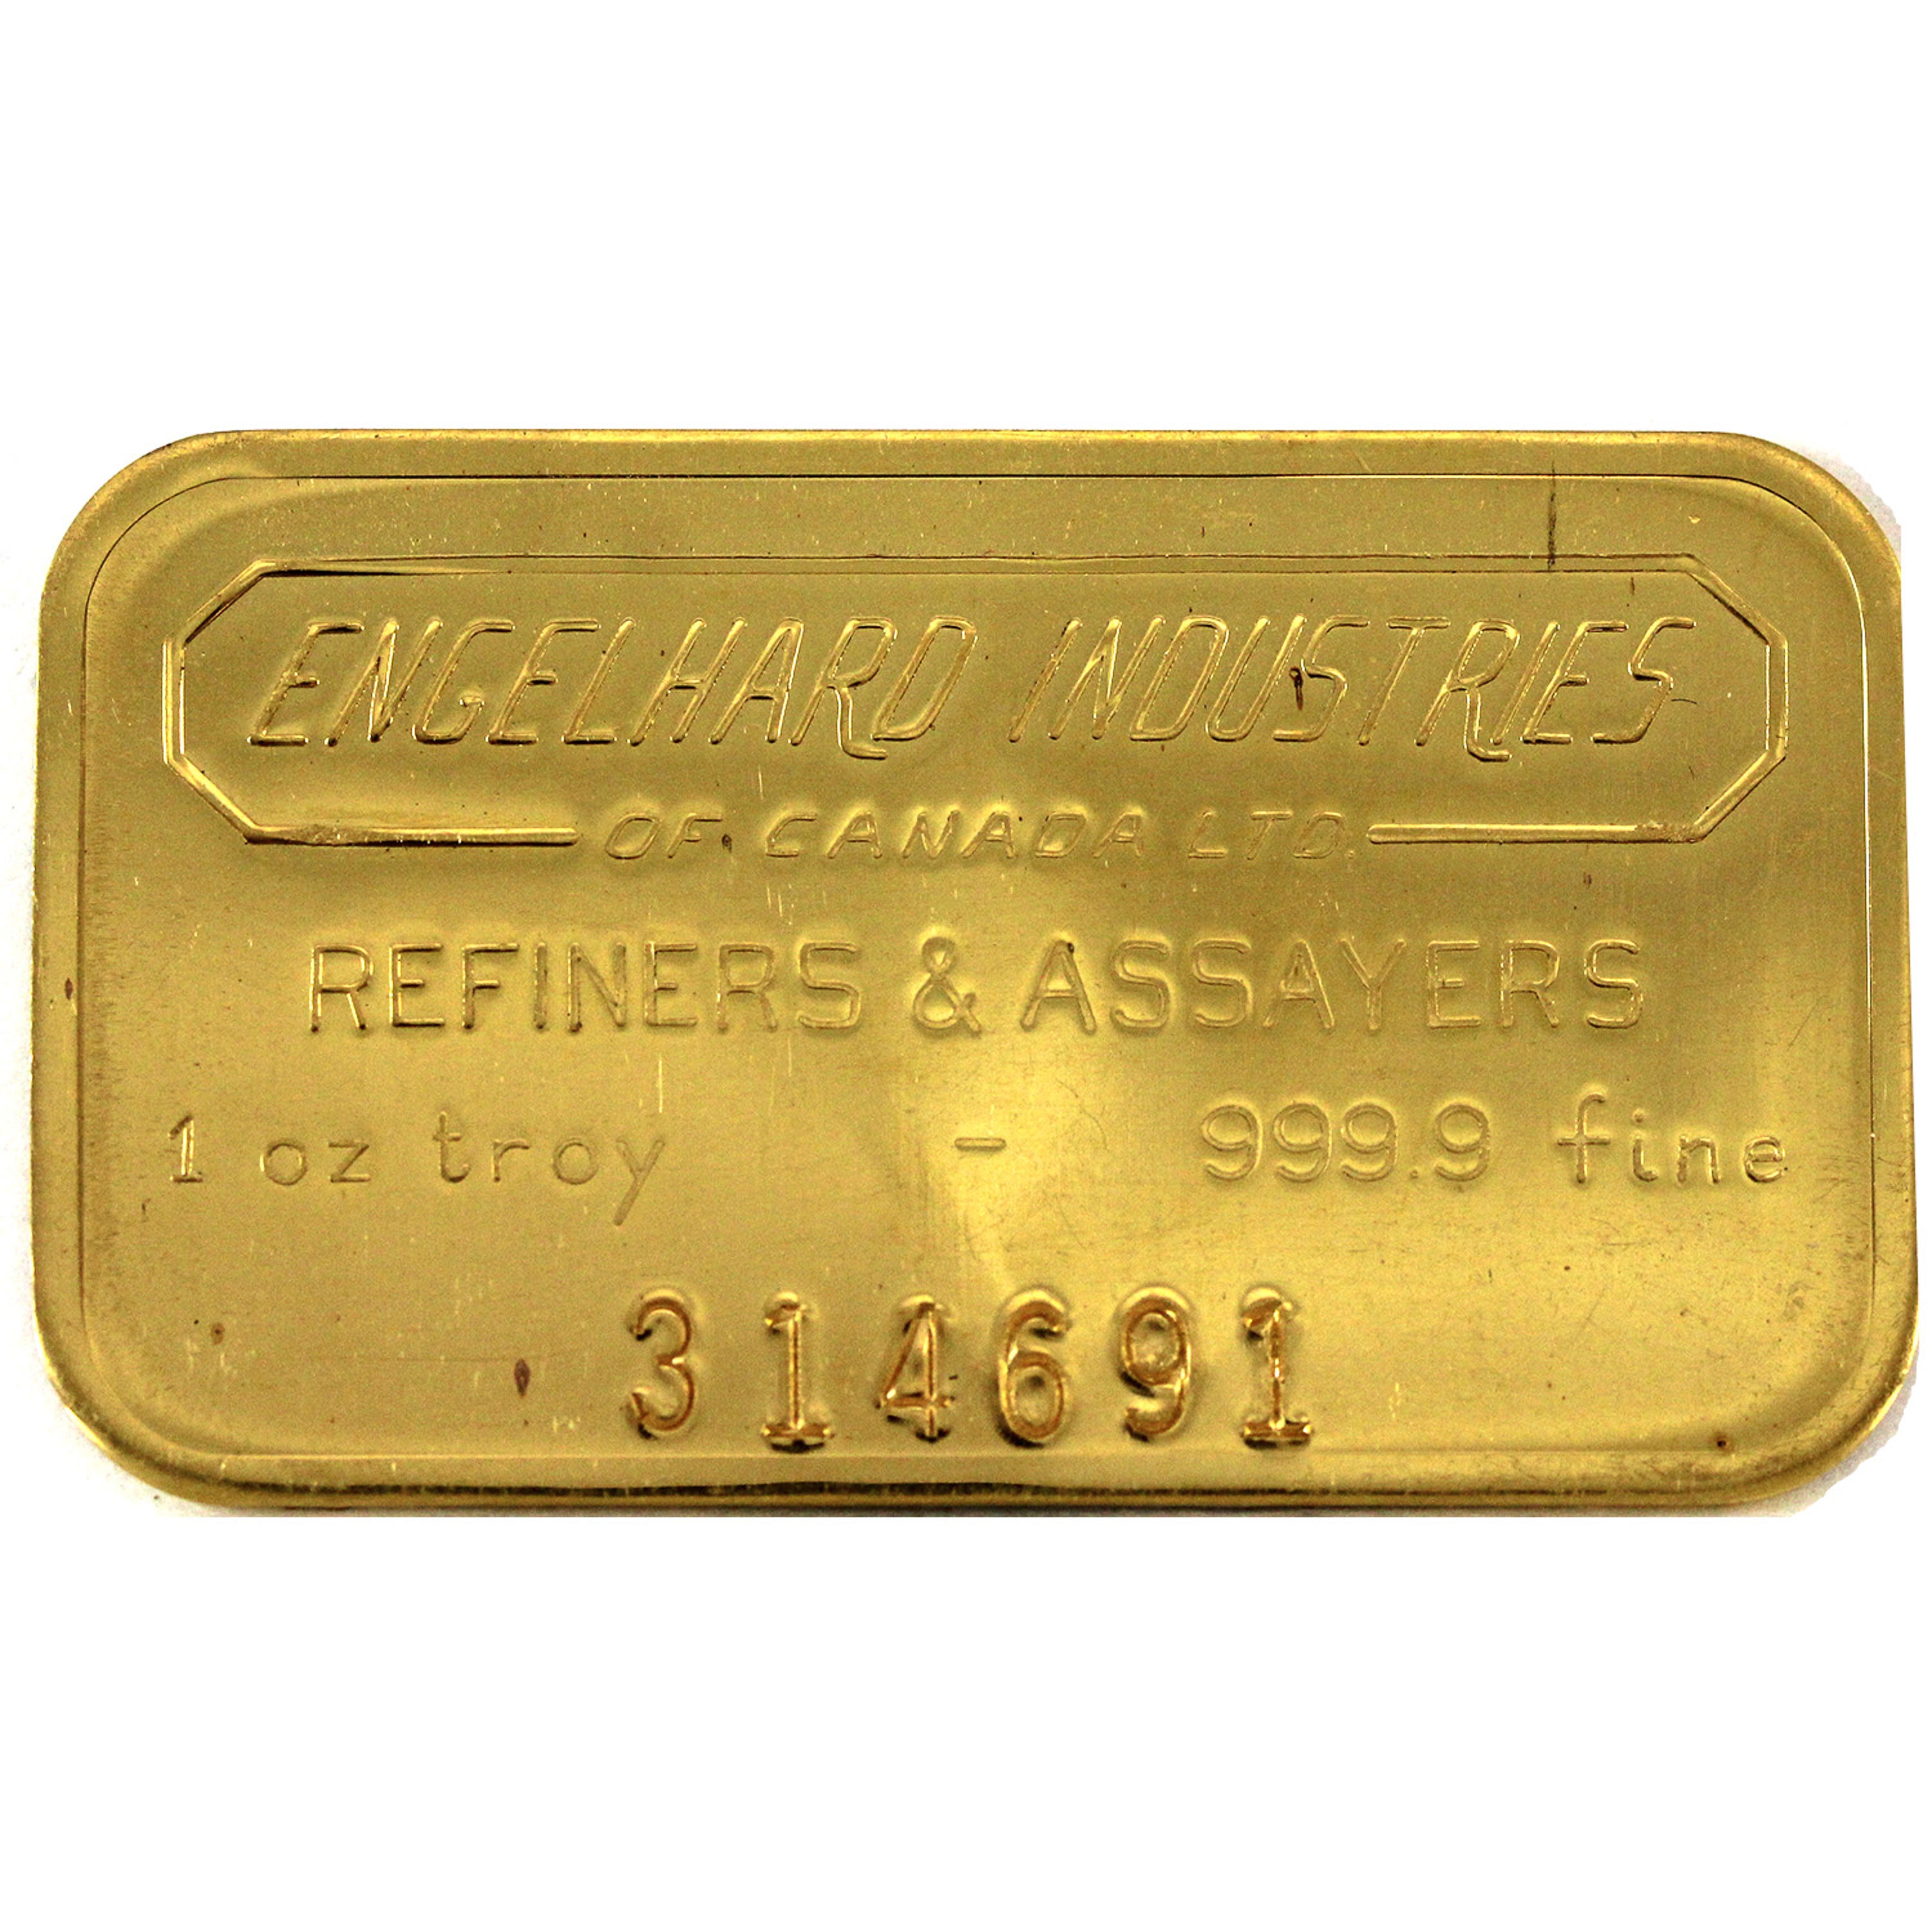 ENGELHARD INDUSTRIES
OF CANADA LTD.
REFINERS & ASSAYERS
1 oz troy - 999.9 fine
314691